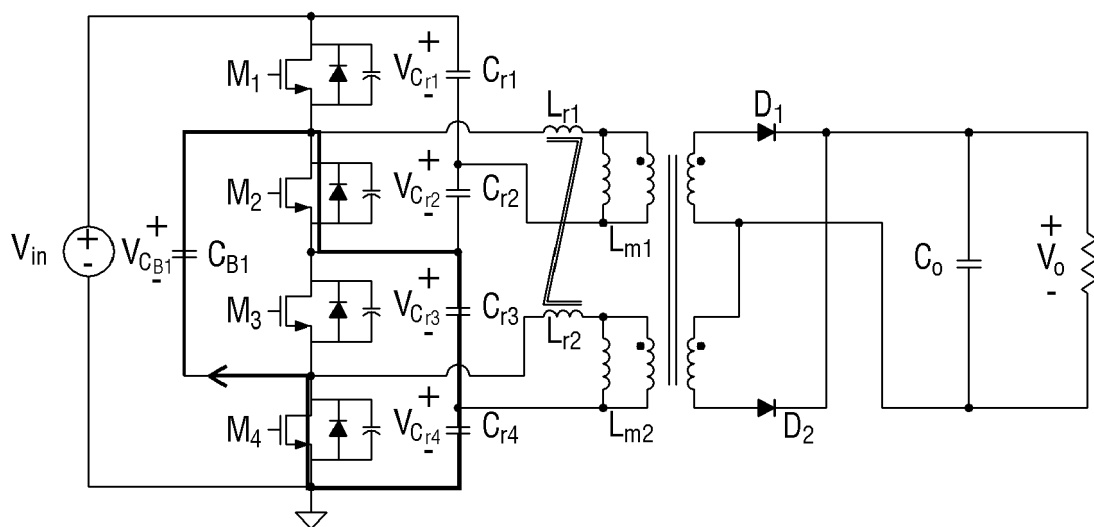 M1
+
VCr1
-
Cr1
Lr1
D1
M2
+
VCr2
-
Cr2
Lm1
Vin
+
-
+
VCB1
-
CB1
Co
+
Vo
-
M3
+
VCr3
-
Cr3
Lr2
M4
+
VCr4
-
Cr4
Lm2
D2